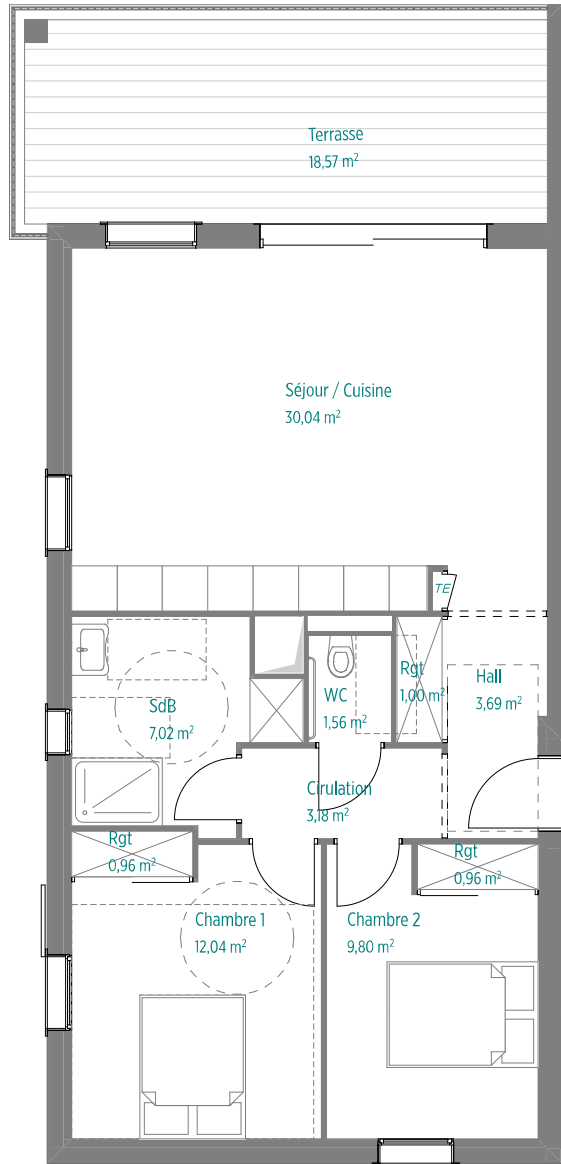 Terrasse
18,57 m²
Séjour / Cuisine
30,04 m²
TE
Rgt
1,00 m²
Hall
3,69 m²
WC
1,56 m²
SdB
7,02 m²
Cirulation
3,18 m²
Rgt
0,96 m²
Rgt
0,96 m²
Chambre 1
12,04 m²
Chambre 2
9,80 m²